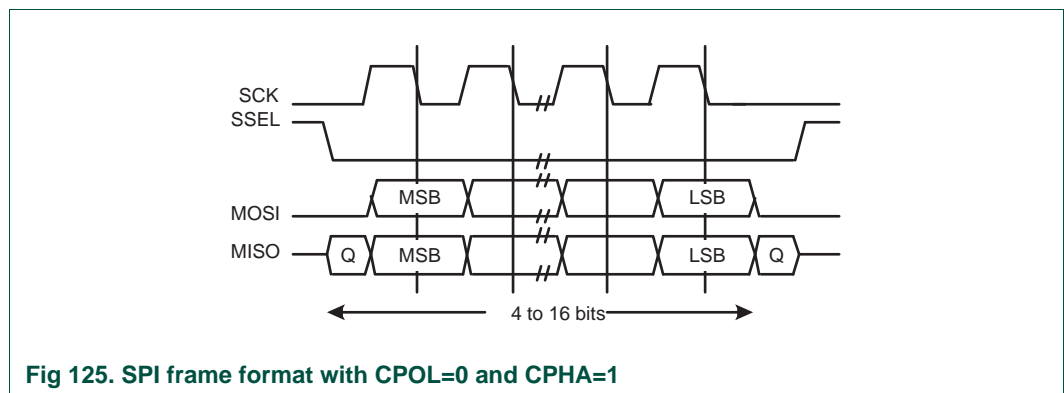 SCK
SSEL
MOSI MSB LSB
MISO Q MSB LSB Q
4 to 16 bits
Fig 125. SPI frame format with CPOL=0 and CPHA=1